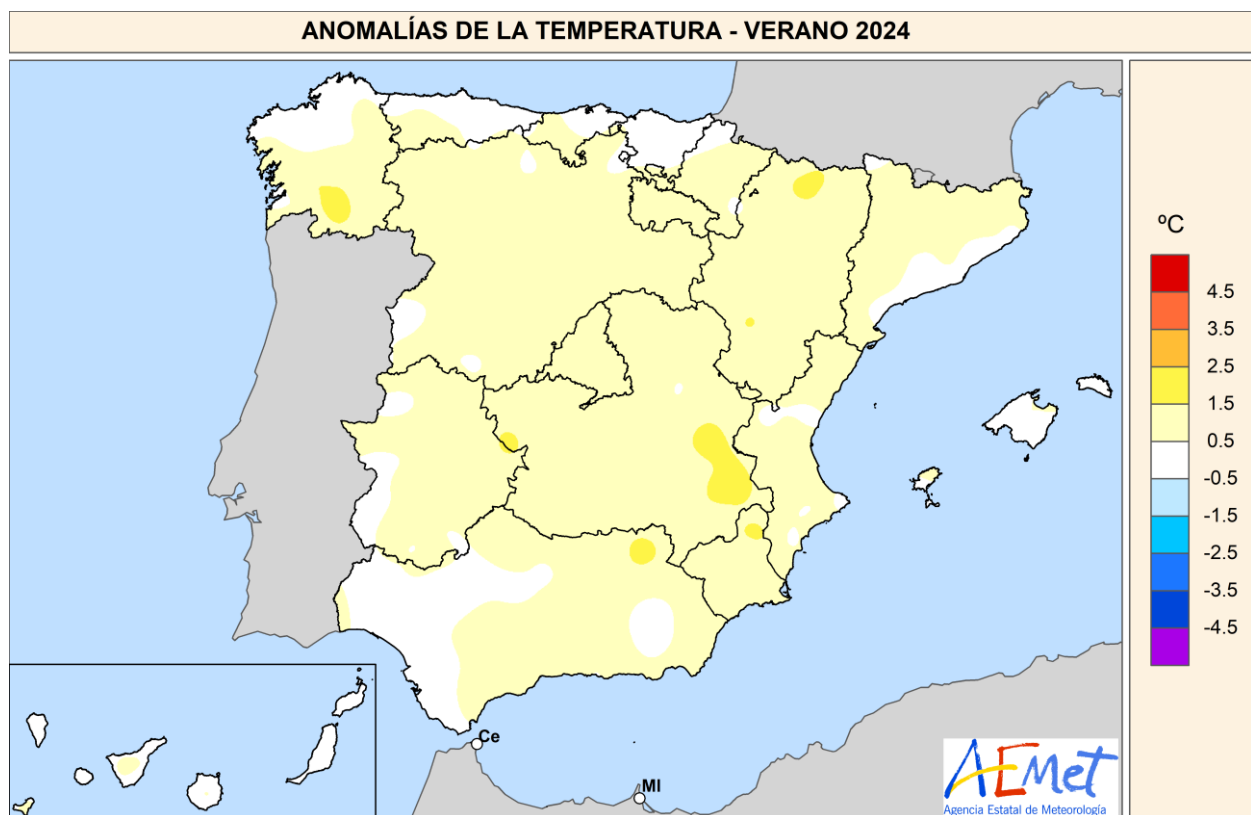 ANOMALÍAS DE LA TEMPERATURA - VERANO 2024
ºC
4.5
3.5
2.5
1.5
0.5
-0.5
-1.5
-2.5
-3.5
-4.5
Ce
Ml
AEMet
Agencia Estatal de Meteorología